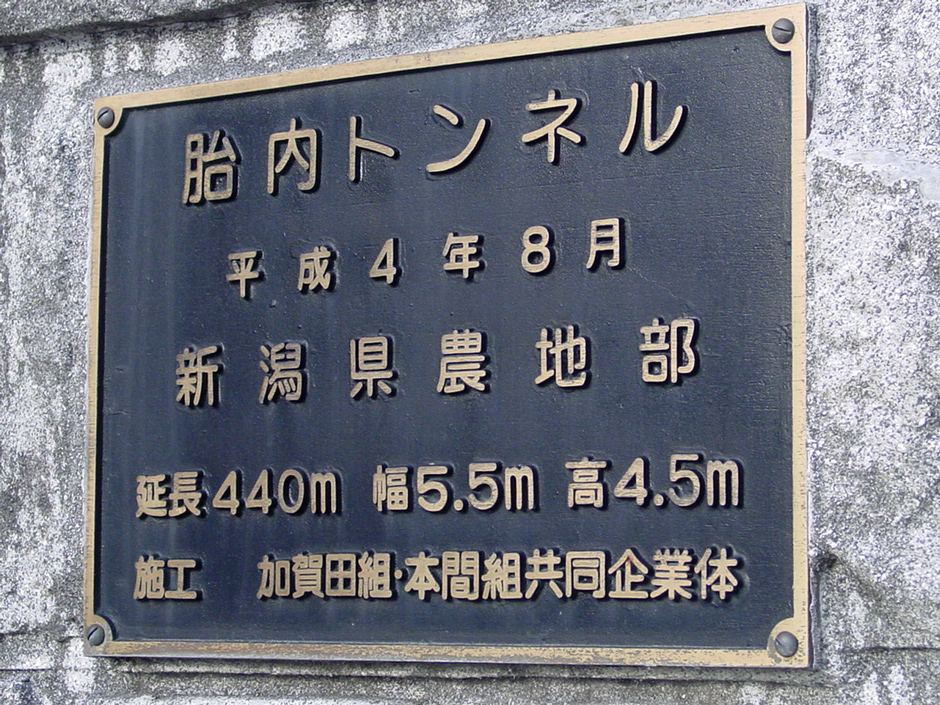 胎内トンネル
平成4年8月
新潟県農地部
延長440m 幅5.5m 高4.5m
施工 加賀田組・本間組共同企業体